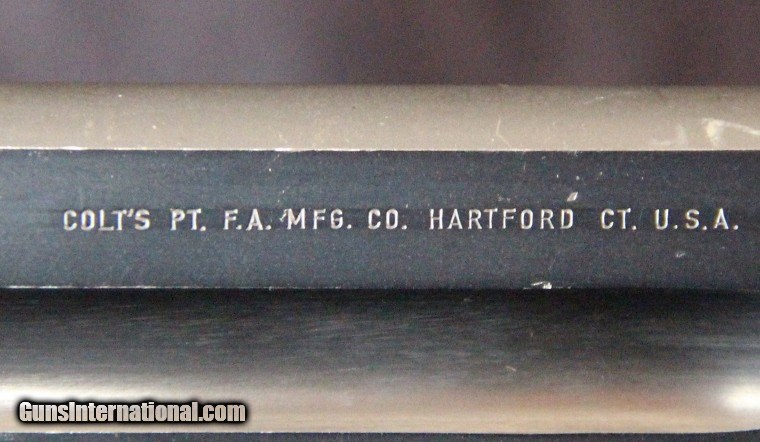 COLT'S PT. F.A. MFG. CO. HARTFORD CT. U.S.A.
GunsInternational.com